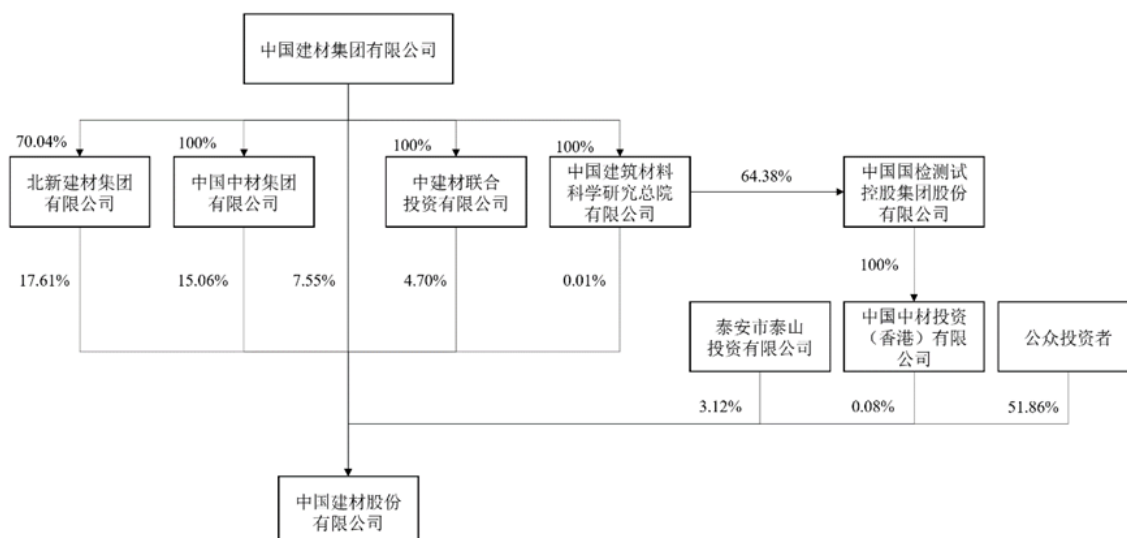 中国建材集团有限公司
70.04%
100%
100%
100%
北新建材集团
有限公司
中国中材集团
有限公司
中建材联合
投资有限公司
中国建筑材料
科学研究总院
有限公司
64.38%
中国国检测试
控股集团股份
有限公司
17.61%
15.06%
7.55%
4.70%
0.01%
100%
泰安市泰山
投资有限公司
中国中材投资
（香港）有限
公司
公众投资者
3.12%
0.08%
51.86%
中国建材股份
有限公司